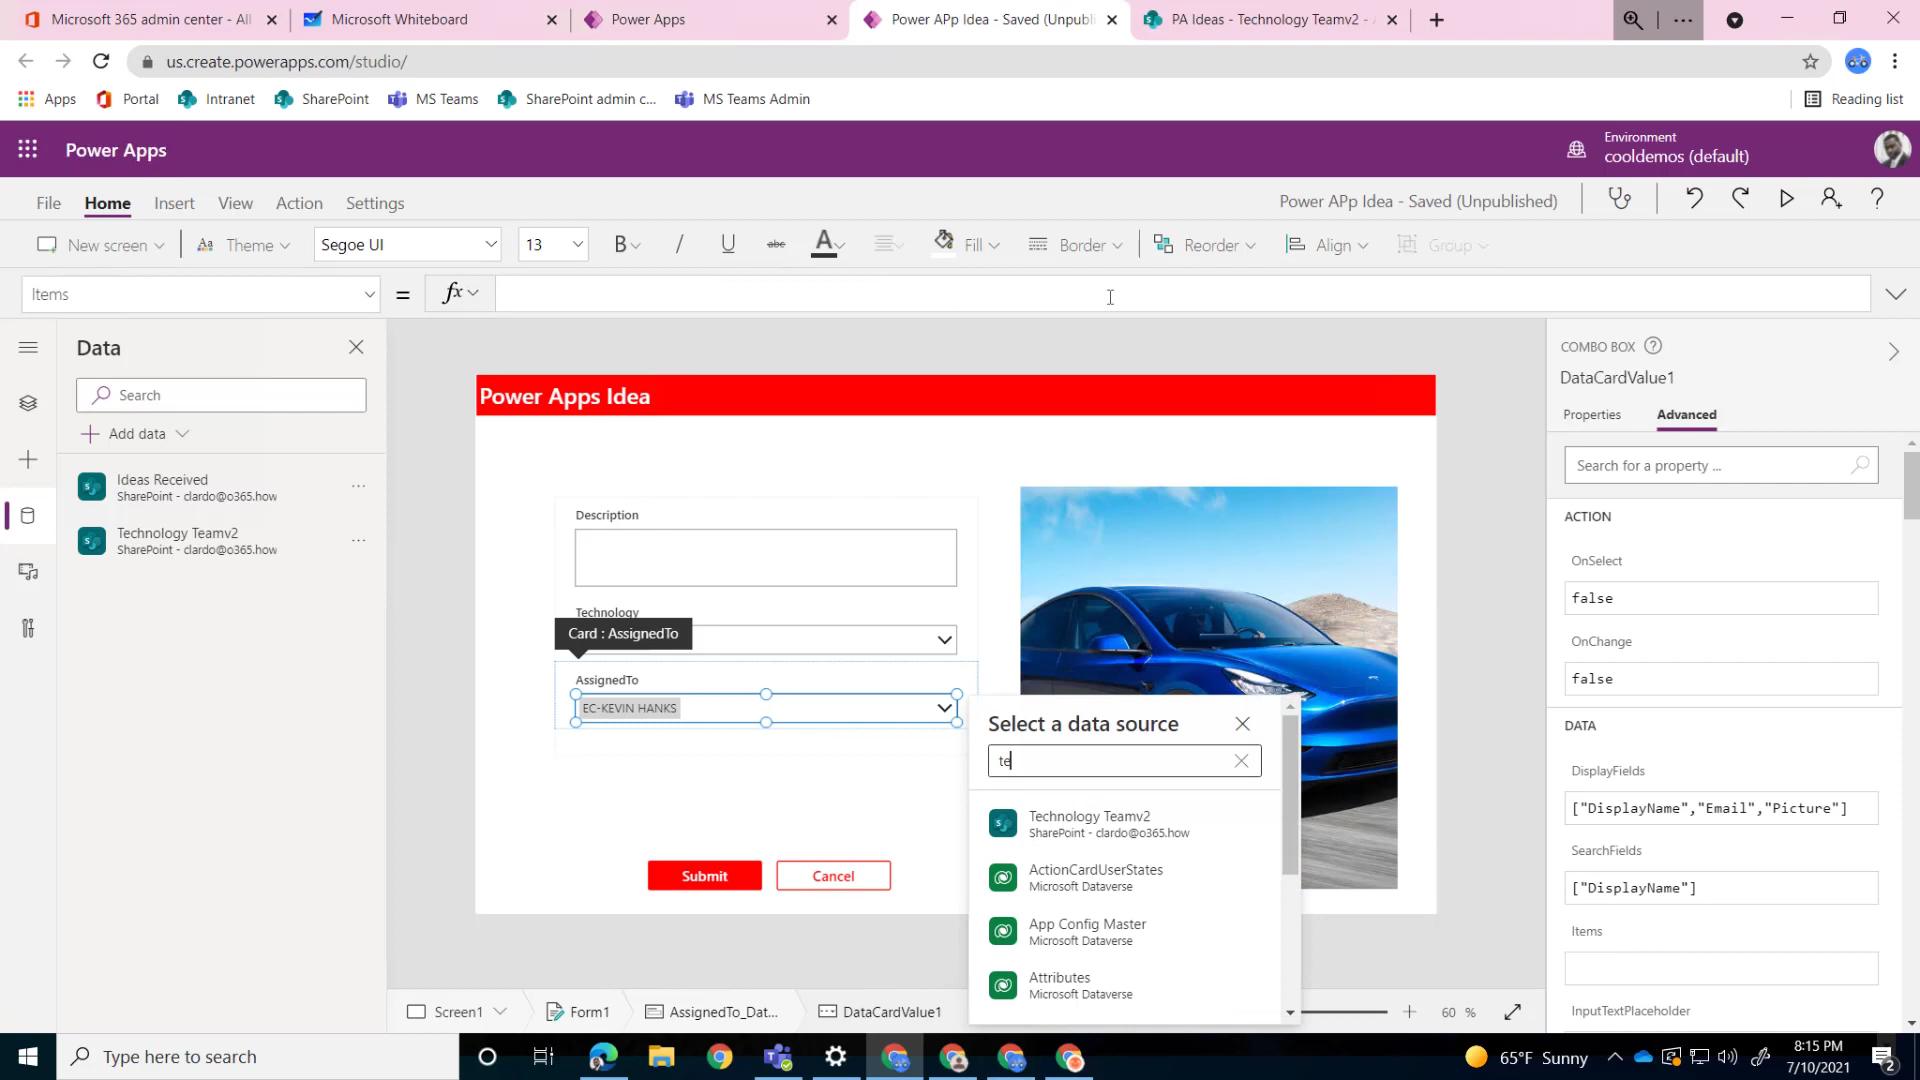 Microsoft 365 admin center - All
Microsoft Whiteboard
Power Apps
Power APp Idea - Saved (Unpubli
PA Ideas - Technology Teamv2 -
us.create.powerapps.com/studio/
Apps
Portal
Intranet
SharePoint
MS Teams
SharePoint admin c...
MS Teams Admin
Reading list
Power Apps
Environment
cooldemos (default)
File
Home
Insert
View
Action
Settings
Power APp Idea - Saved (Unpublished)
New screen
Theme
Segoe UI
13
B
/
U
abc
A
Fill
Border
Reorder
Align
Group
Items
=
fx
Data
Search
Add data
Ideas Received
SharePoint - clardo@o365.how
Technology Teamv2
SharePoint - clardo@o365.how
Power Apps Idea
Description
Technology
Card : AssignedTo
AssignedTo
EC-KEVIN HANKS
Submit
Cancel
Select a data source
te
Technology Teamv2
SharePoint - clardo@o365.how
ActionCardUserStates
Microsoft Dataverse
App Config Master
Microsoft Dataverse
Attributes
Microsoft Dataverse
COMBO BOX
DataCardValue1
Properties
Advanced
Search for a property ...
ACTION
OnSelect
false
OnChange
false
DATA
DisplayFields
["DisplayName","Email","Picture"]
SearchFields
["DisplayName"]
Items
InputTextPlaceholder
Screen1
Form1
AssignedTo_Dat...
DataCardValue1
60 %
Type here to search
65°F Sunny
8:15 PM
7/10/2021
2